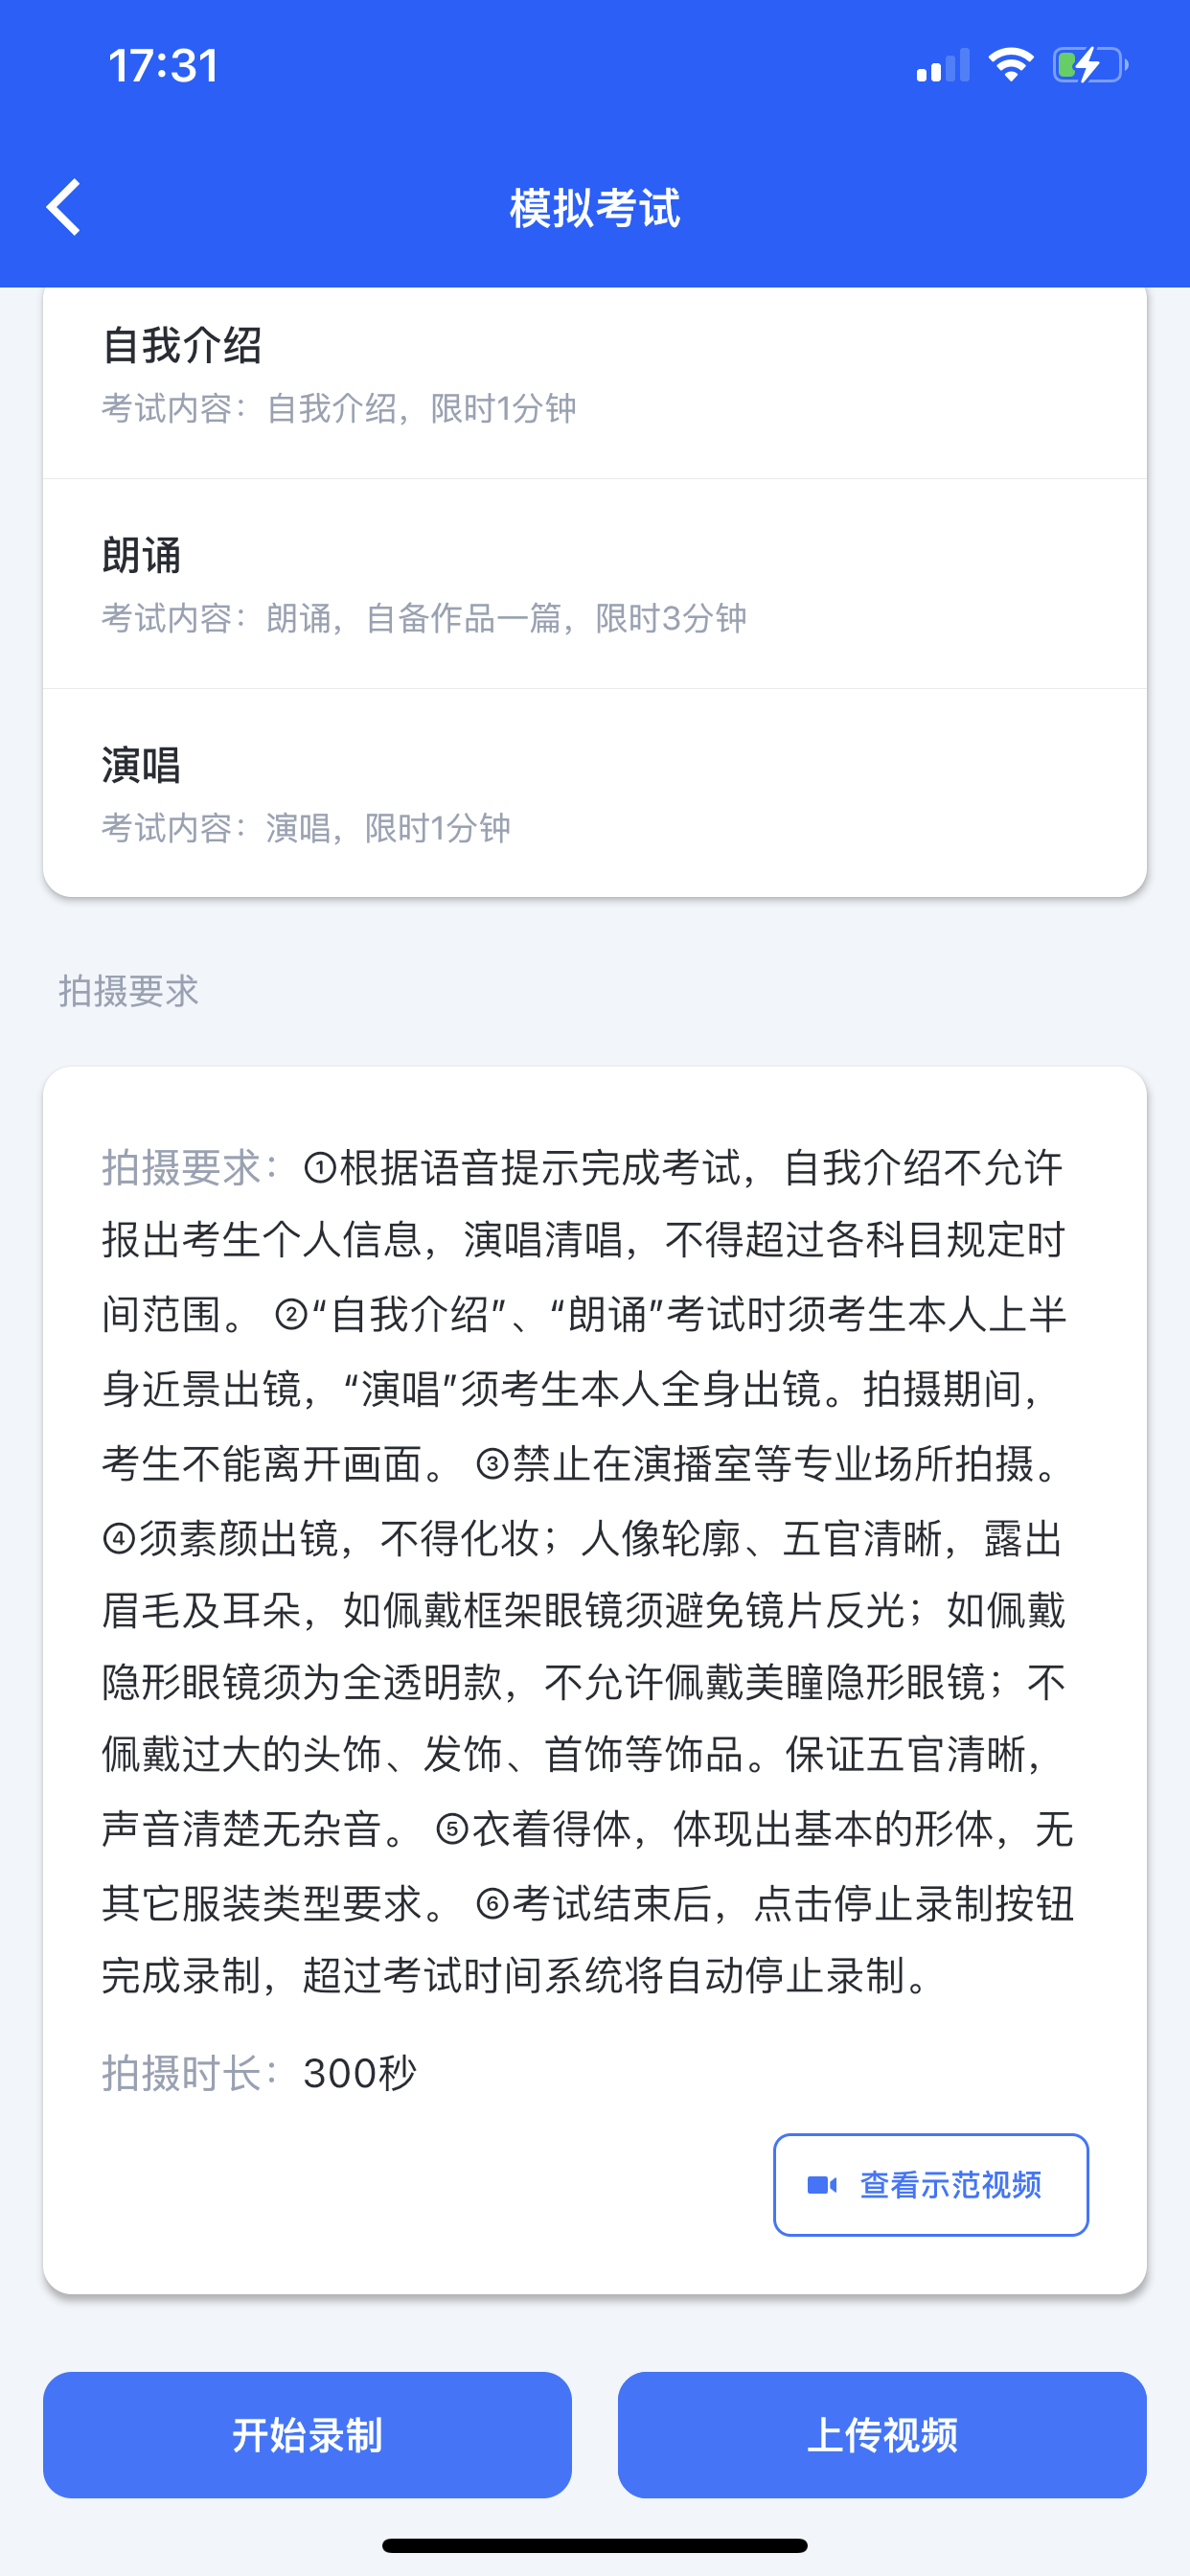 17:31
模拟考试
自我介绍
考试内容：自我介绍，限时1分钟
朗诵
考试内容：朗诵，自备作品一篇，限时3分钟
演唱
考试内容：演唱，限时1分钟
拍摄要求
拍摄要求：①根据语音提示完成考试，自我介绍不允许
报出考生个人信息，演唱清唱，不得超过各科目规定时
间范围。 ②“自我介绍”、“朗诵”考试时须考生本人上半
身近景出镜，“演唱”须考生本人全身出镜。拍摄期间，
考生不能离开画面。 ③禁止在演播室等专业场所拍摄。
④须素颜出镜，不得化妆；人像轮廓、五官清晰，露出
眉毛及耳朵，如佩戴框架眼镜须避免镜片反光；如佩戴
隐形眼镜须为全透明款，不允许佩戴美瞳隐形眼镜；不
佩戴过大的头饰、发饰、首饰等饰品。保证五官清晰，
声音清楚无杂音。 ⑤衣着得体，体现出基本的形体，无
其它服装类型要求。 ⑥考试结束后，点击停止录制按钮
完成录制，超过考试时间系统将自动停止录制。
拍摄时长：300秒
查看示范视频
开始录制
上传视频